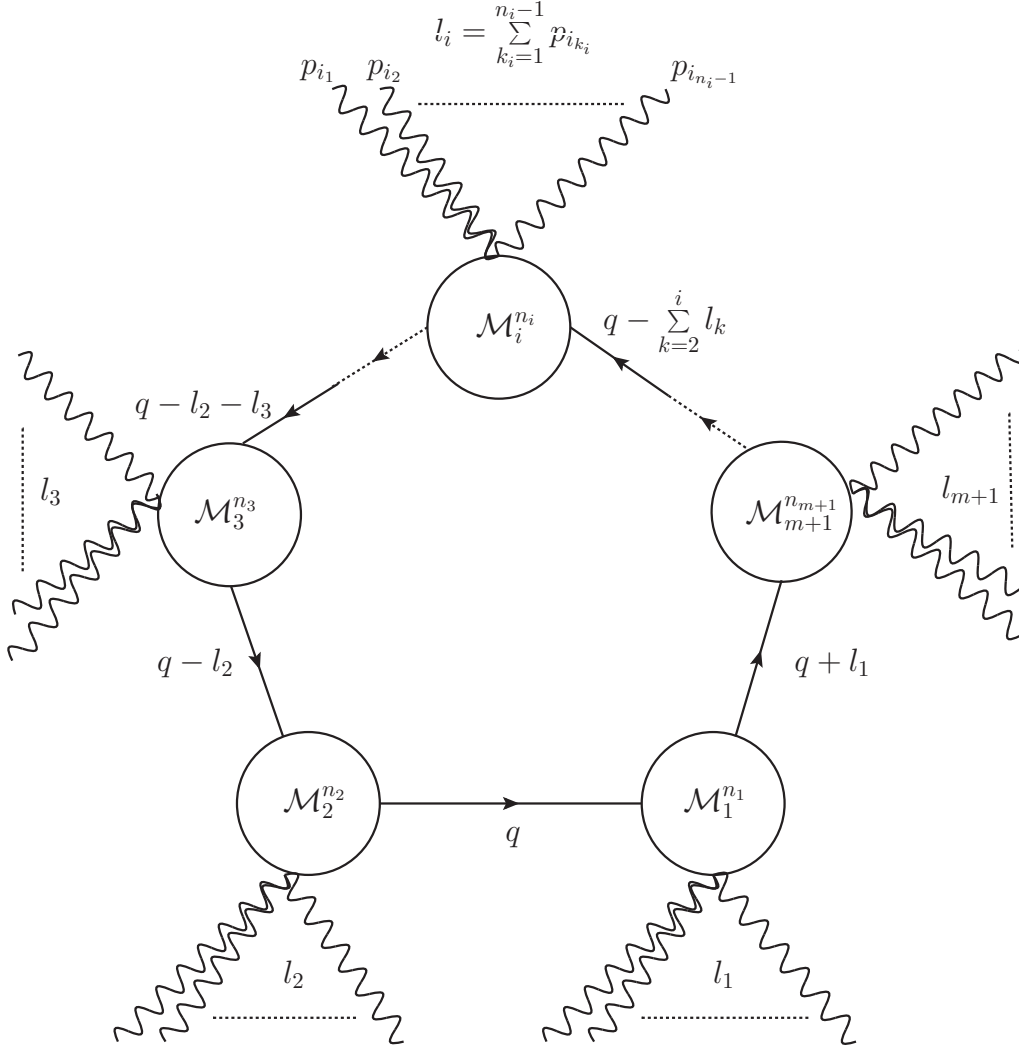 l_i = \sum_{k_i=1}^{n_i-1} p_{i_{k_i}}
p_{i_1} p_{i_2} p_{i_{n_i-1}}
\mathcal{M}_i^{n_i}
q - \sum_{k=2}^{i} l_k
q - l_2 - l_3
l_3
\mathcal{M}_3^{n_3}
\mathcal{M}_{m+1}^{n_{m+1}}
l_{m+1}
q - l_2
q + l_1
\mathcal{M}_2^{n_2}
\mathcal{M}_1^{n_1}
q
l_2
l_1